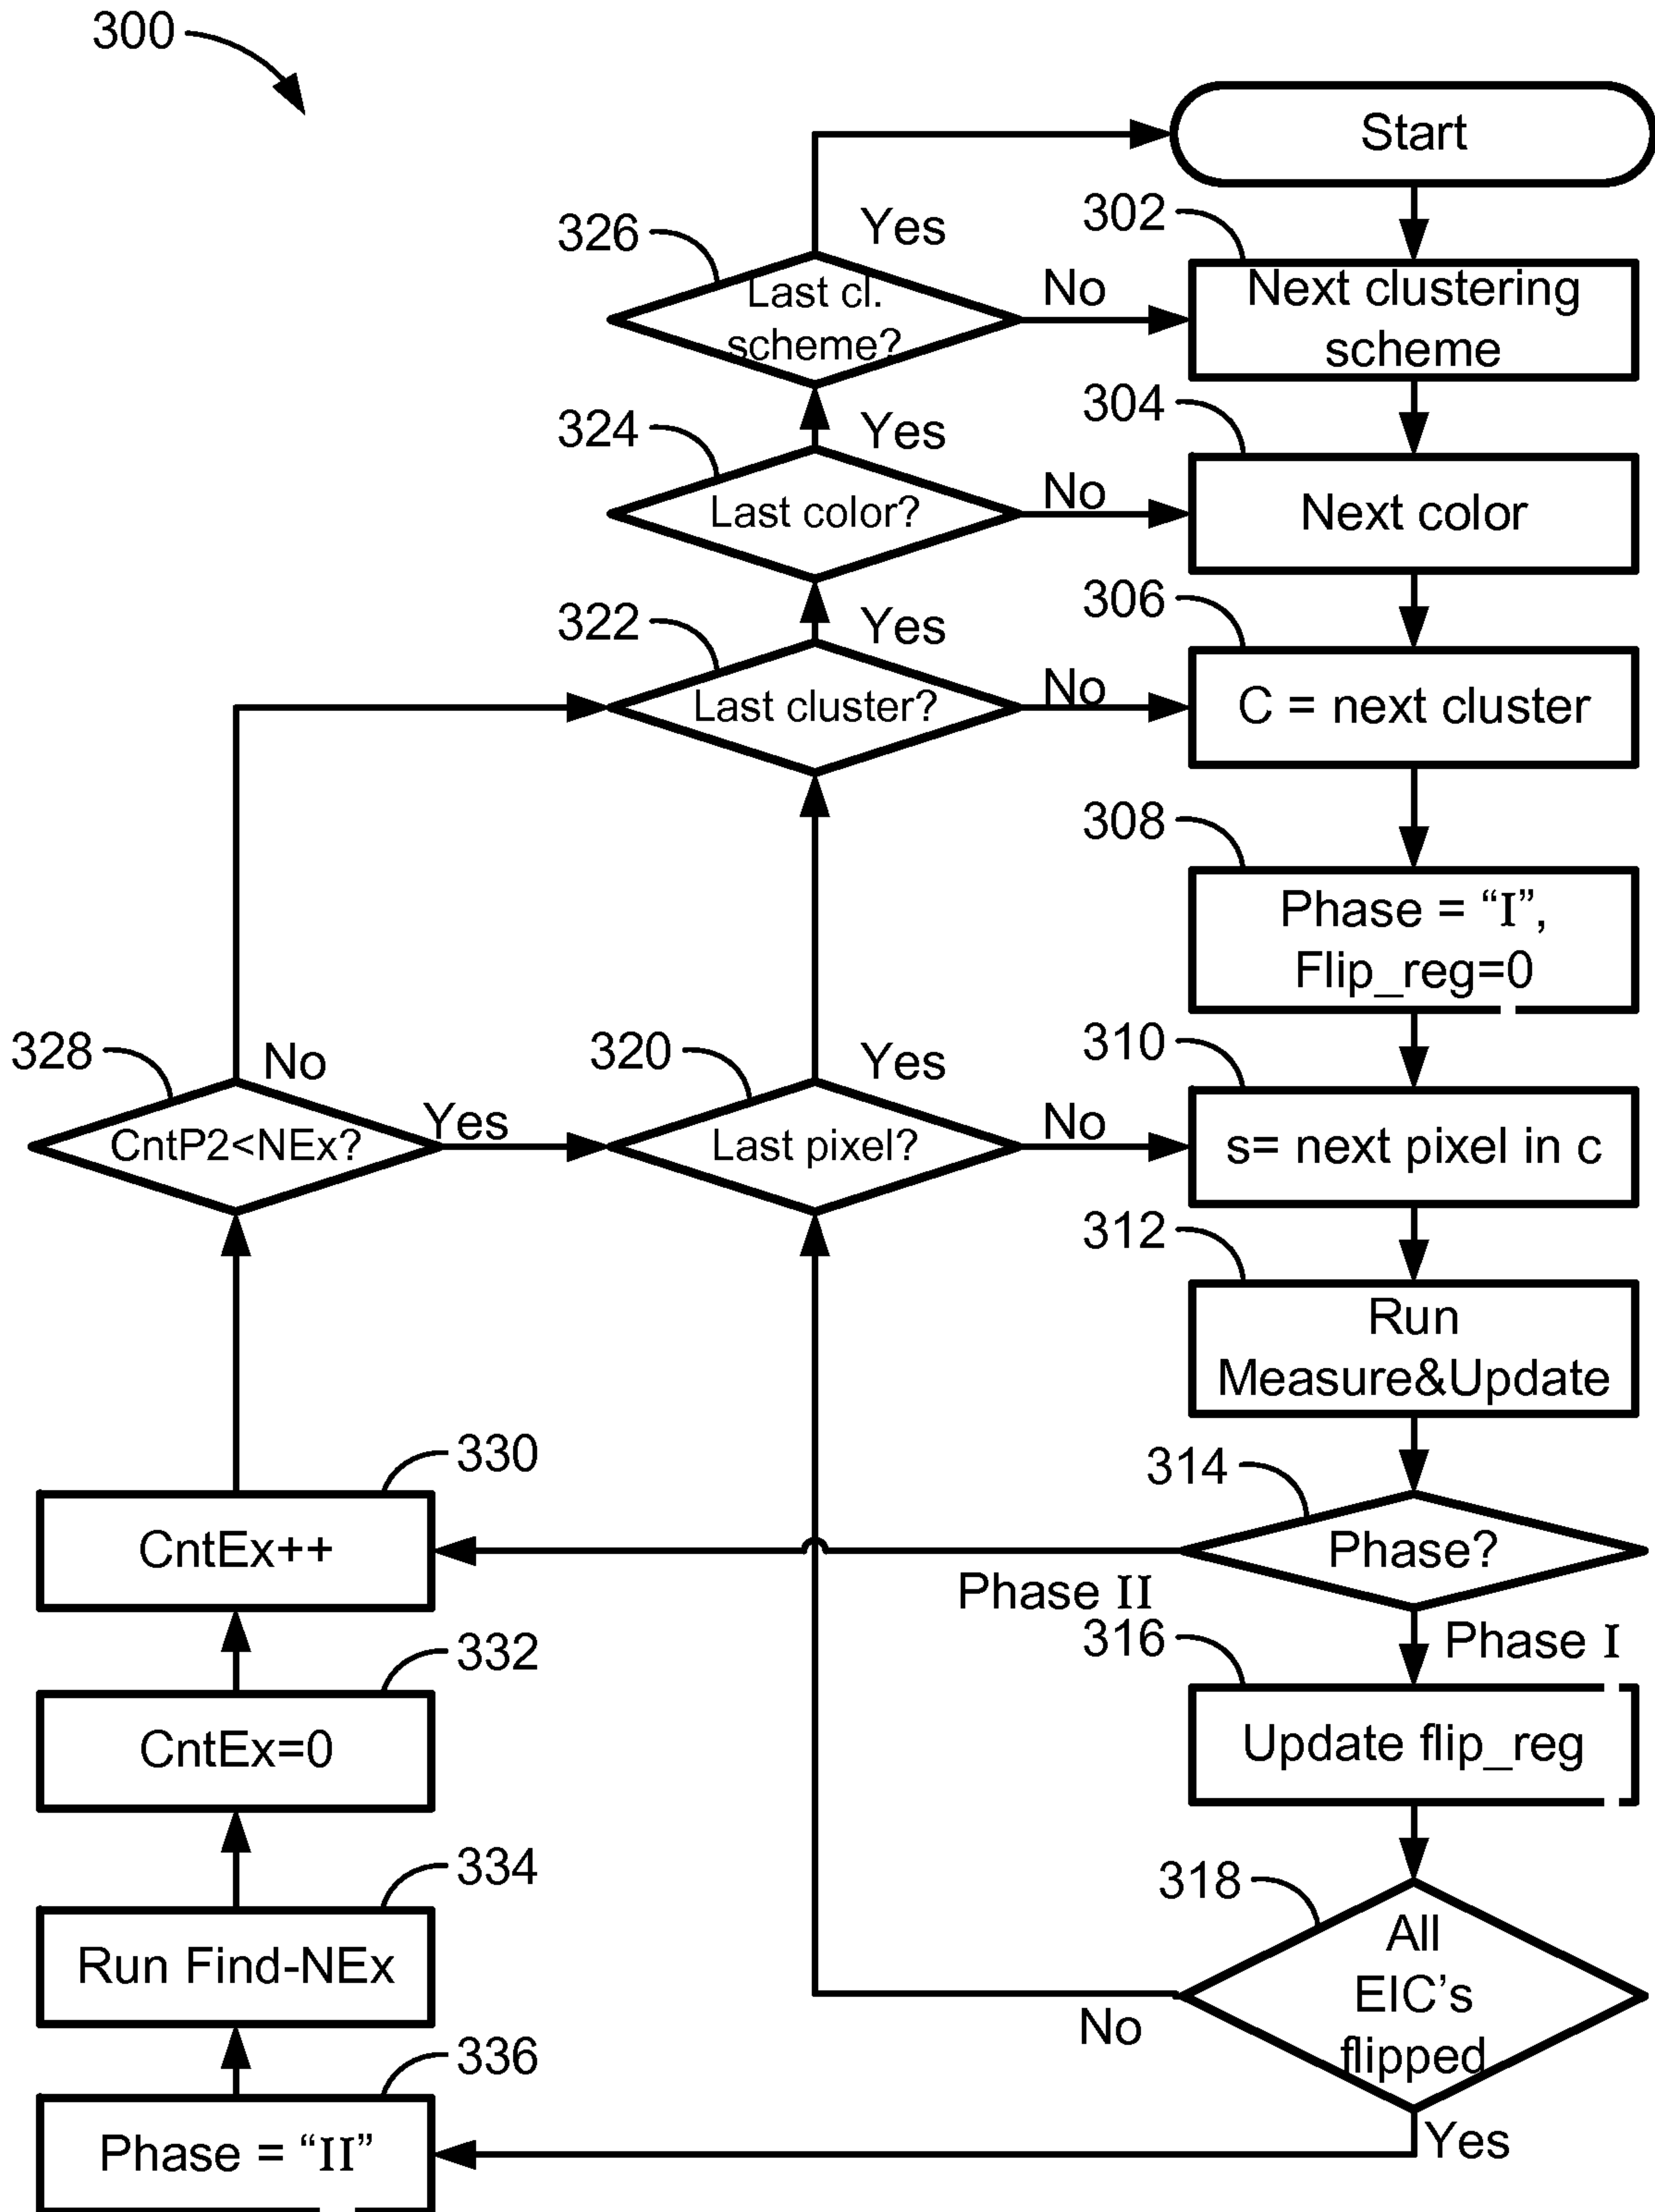 300
Start
326
Yes
302
Last cl.
scheme?
No
Next clustering
scheme
324
Yes
304
Last color?
No
Next color
322
Yes
306
Last cluster?
No
C = next cluster
308
Phase = “I”,
Flip_reg=0
328
No
320
Yes
310
CntP2<NEx?
Yes
Last pixel?
No
s= next pixel in c
312
Run
Measure&Update
330
CntEx++
314
Phase?
Phase II
Phase I
316
Update flip_reg
332
CntEx=0
334
Run Find-NEx
318
All
EIC’s
flipped
No
Yes
336
Phase = “II”